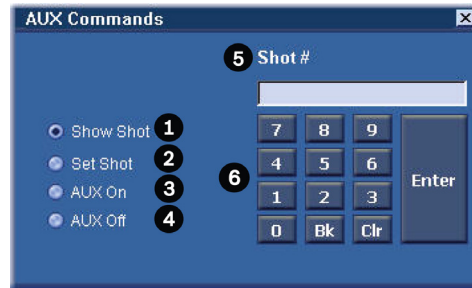 AUX Commands
5 Shot #
Show Shot 1
Set Shot 2
AUX On 3
AUX Off 4
6
7 8 9
4 5 6
1 2 3
0 Bk Clr
Enter